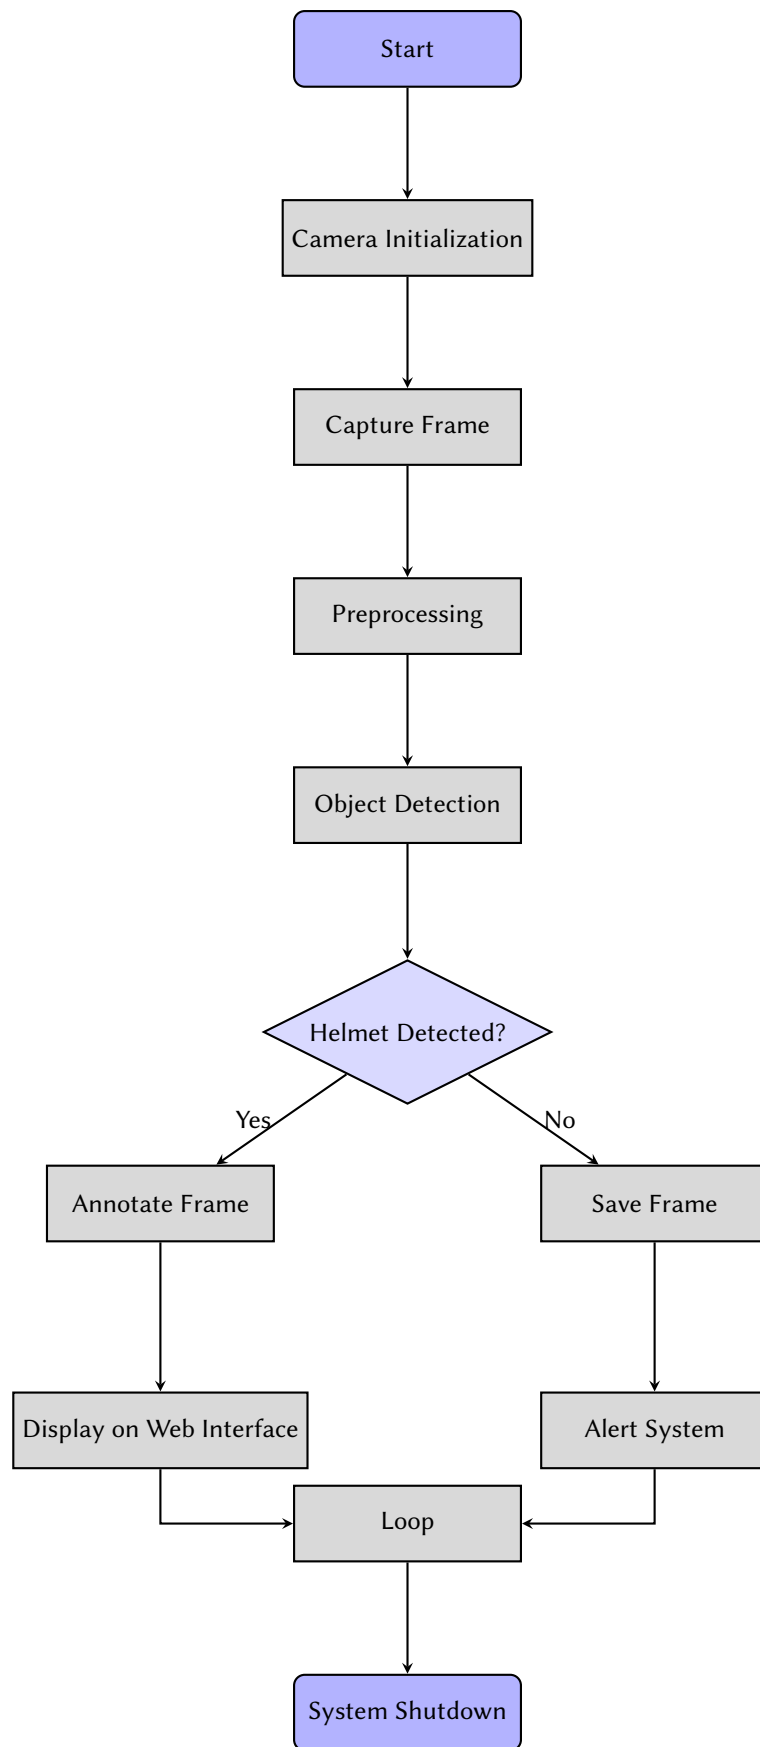 Start
Camera Initialization
Capture Frame
Preprocessing
Object Detection
Helmet Detected?
Yes
No
Annotate Frame
Save Frame
Display on Web Interface
Alert System
Loop
System Shutdown